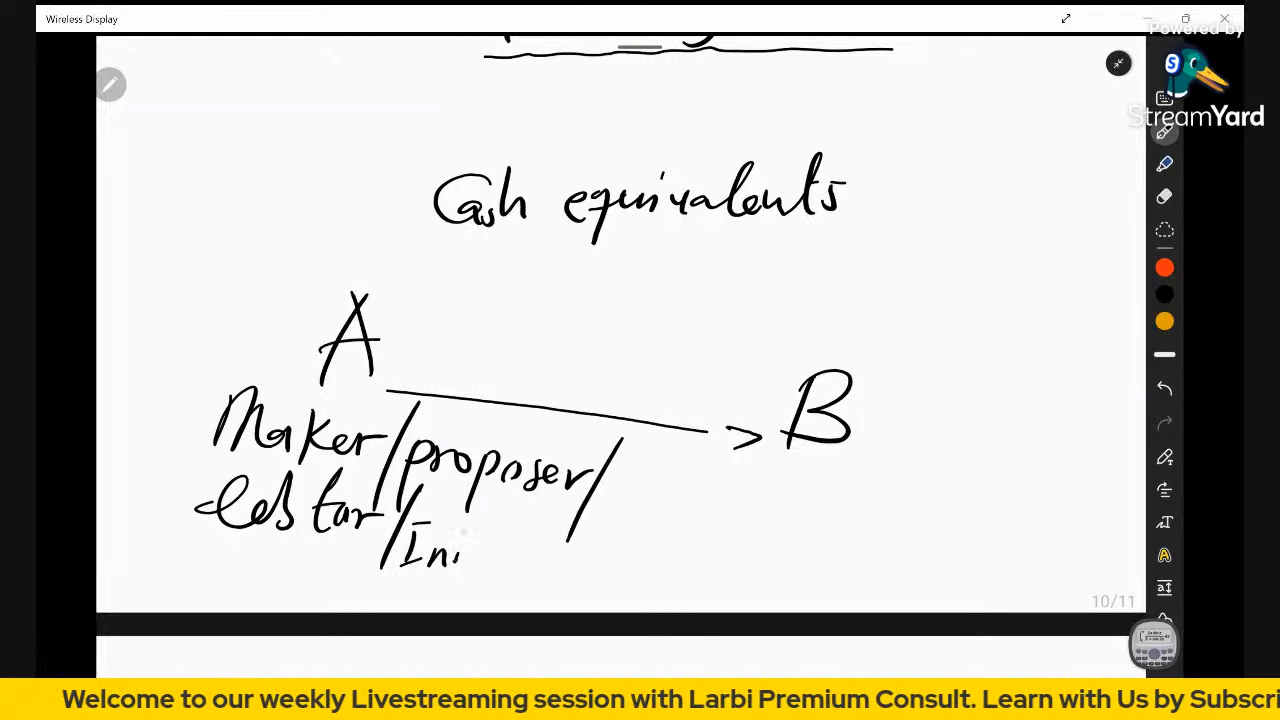 Wireless Display
Powered by
StreamYard
Cash equivalents
A
B
Maker/proposer/
/Ini
10/11
Welcome to our weekly Livestreaming session with Larbi Premium Consult. Learn with Us by Subscri